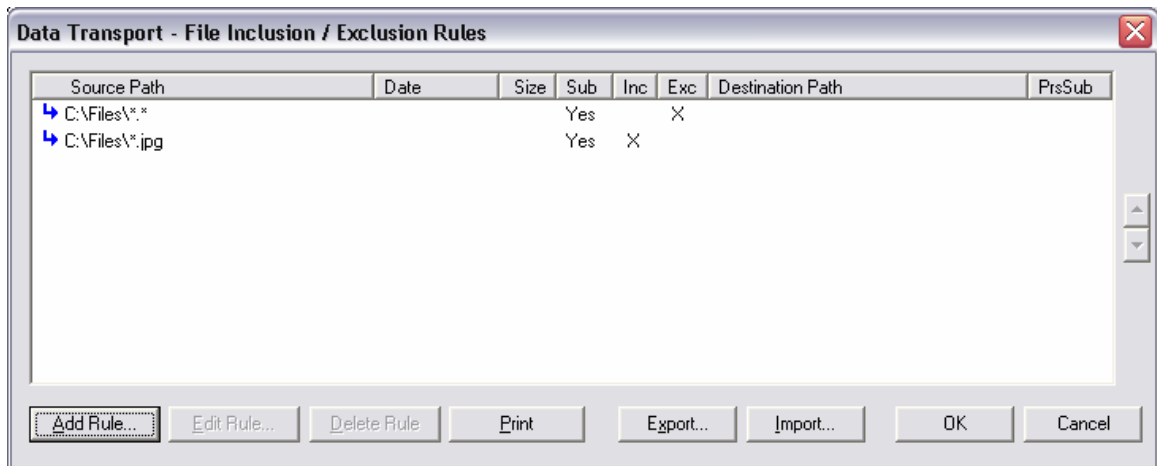 Data Transport - File Inclusion / Exclusion Rules
Source Path Date Size Sub Inc Exc Destination Path PrsSub
C:\Files\*.* Yes X
C:\Files\*.jpg Yes X
Add Rule... Edit Rule... Delete Rule Print Export... Import... OK Cancel